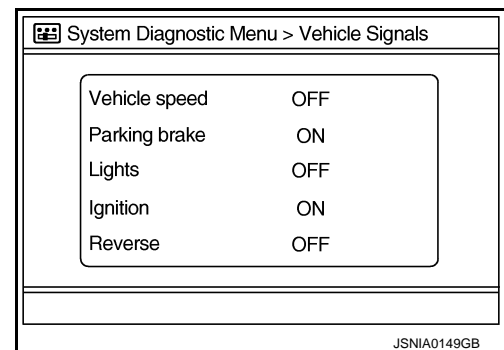 System Diagnostic Menu > Vehicle Signals
Vehicle speed OFF
Parking brake ON
Lights OFF
Ignition ON
Reverse OFF
JSNIA0149GB